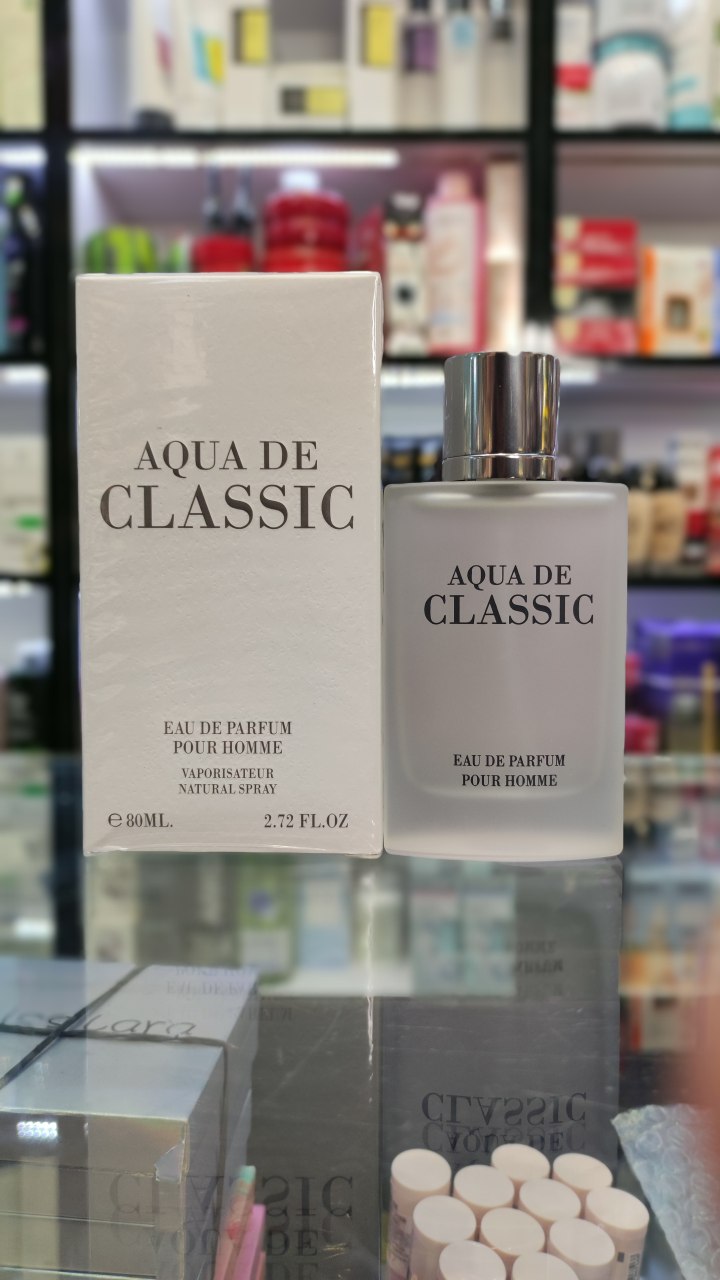 AQUA DE
CLASSIC
EAU DE PARFUM
POUR HOMME
VAPORISATEUR
NATURAL SPRAY
℮ 80ML. 2.72 FL.OZ
AQUA DE
CLASSIC
EAU DE PARFUM
POUR HOMME